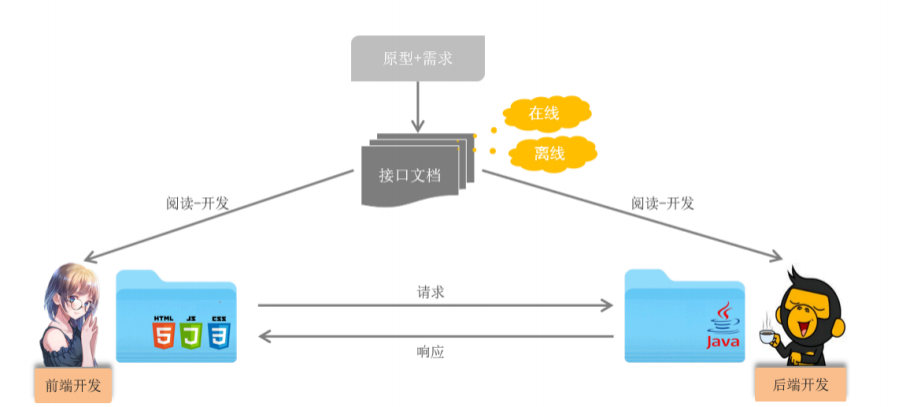 原型+需求
在线
离线
接口文档
阅读-开发
阅读-开发
请求
响应
HTML
JS
CSS
5
3
Java
前端开发
后端开发